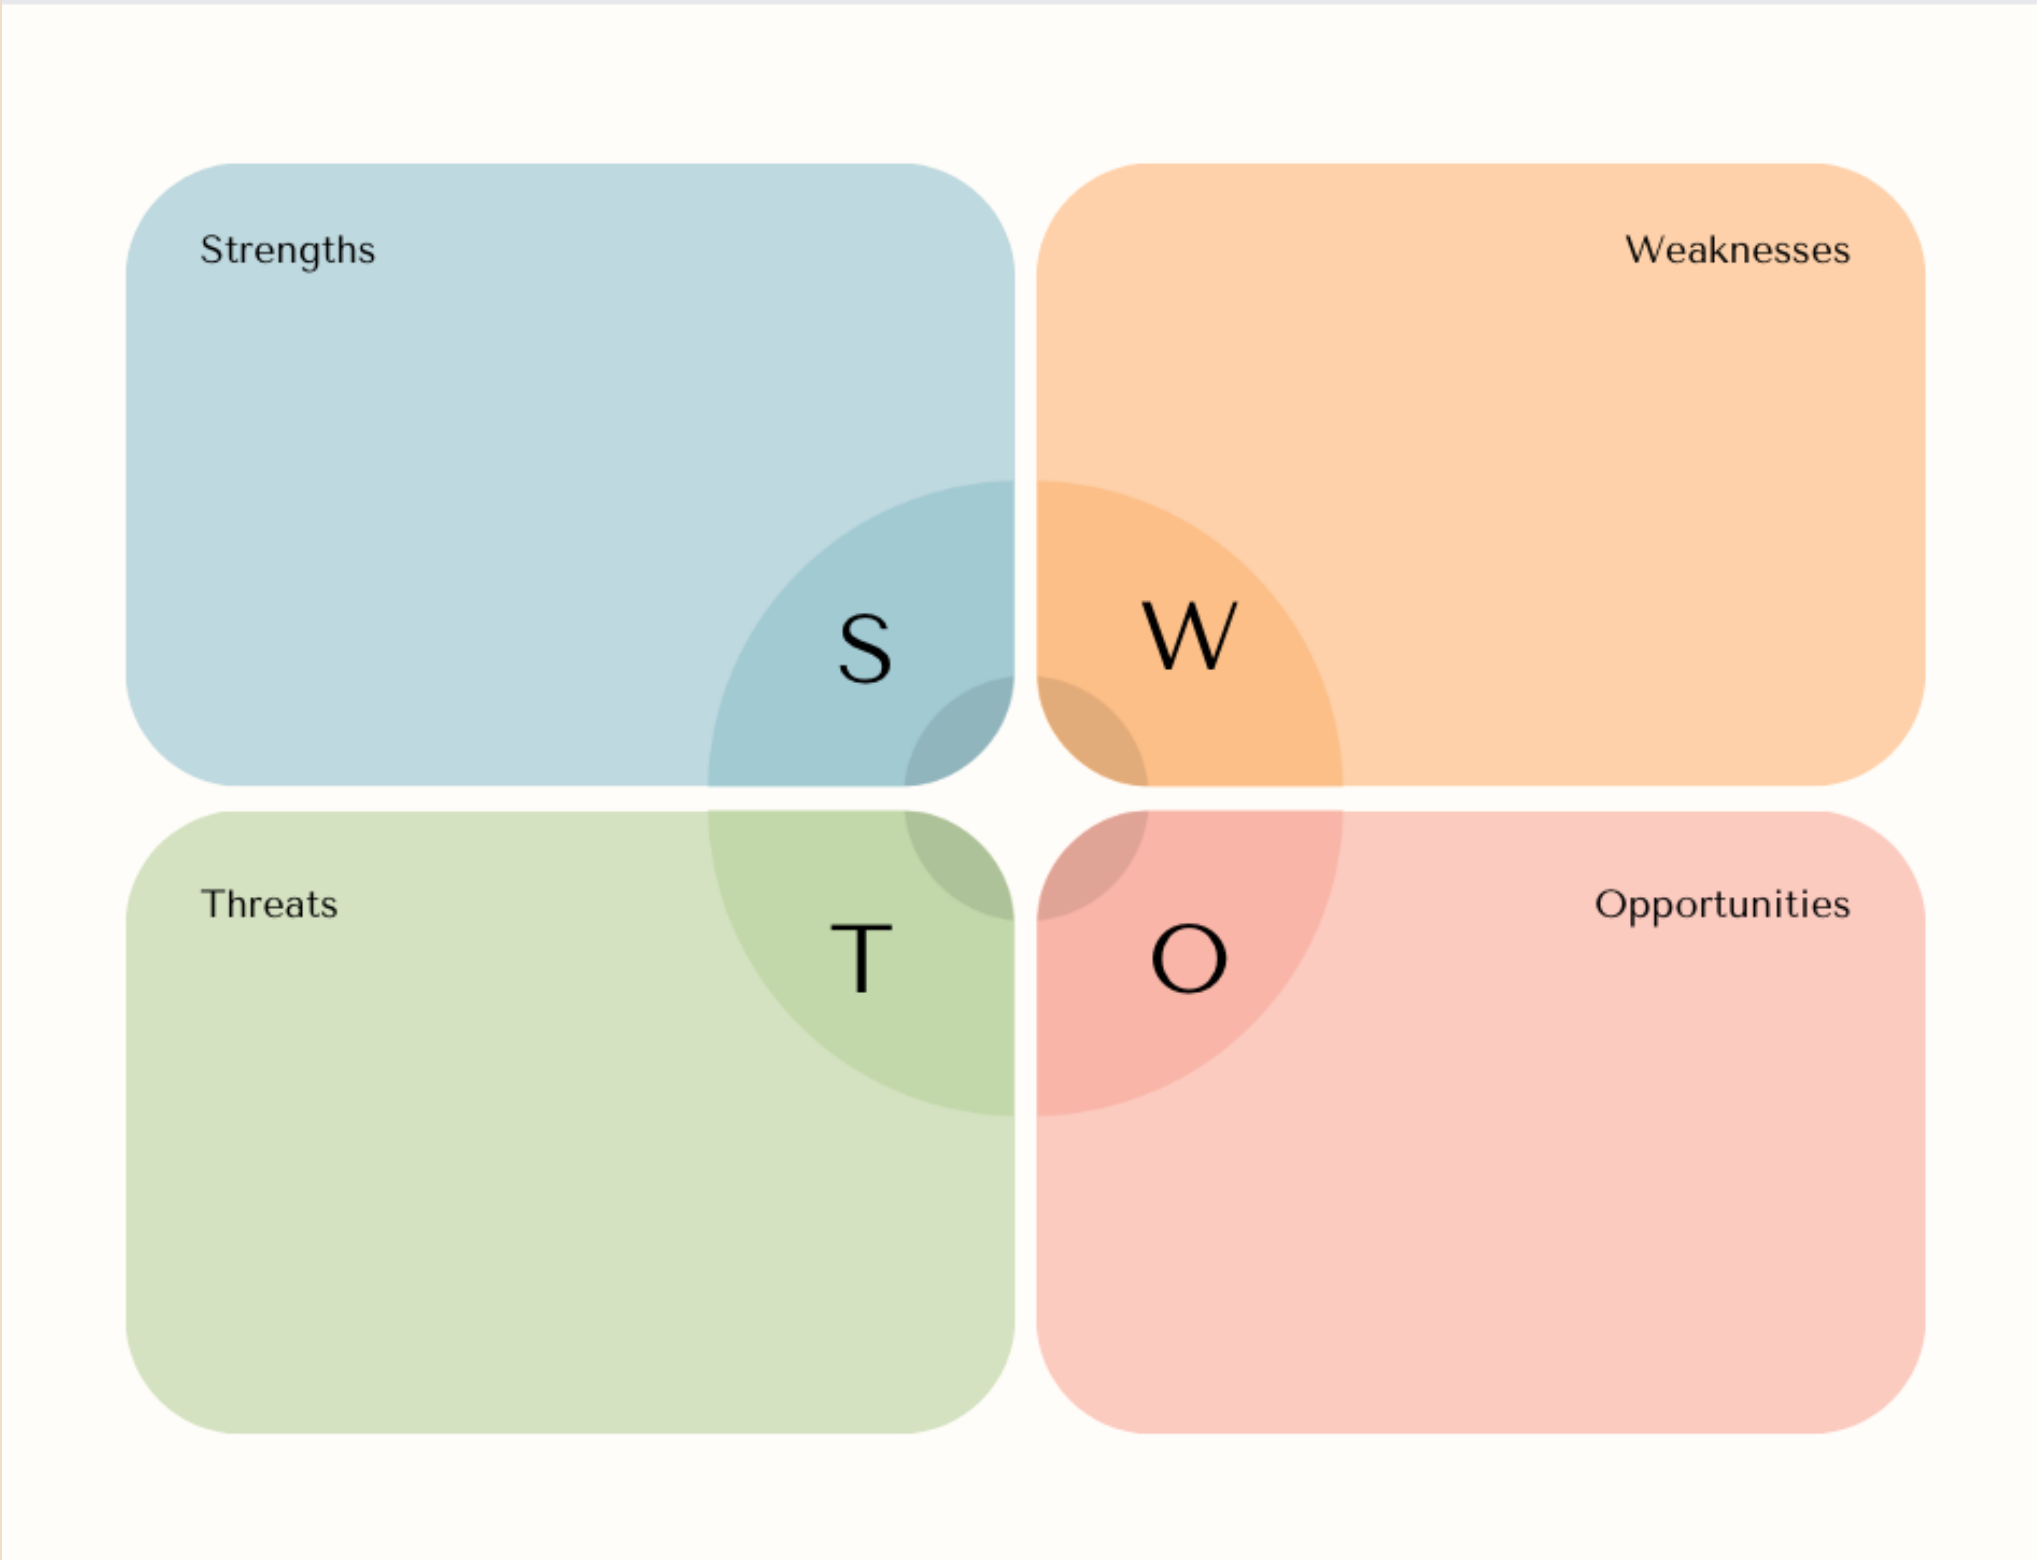 Strengths
Weaknesses
S
W
Threats
Opportunities
T
O